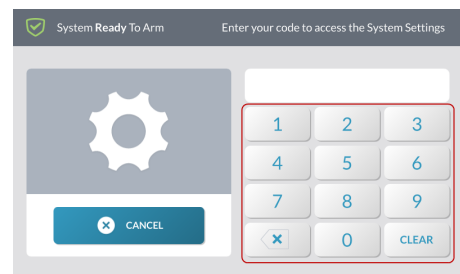 System Ready To Arm Enter your code to access the System Settings
1 2 3
4 5 6
7 8 9
CANCEL
0 CLEAR